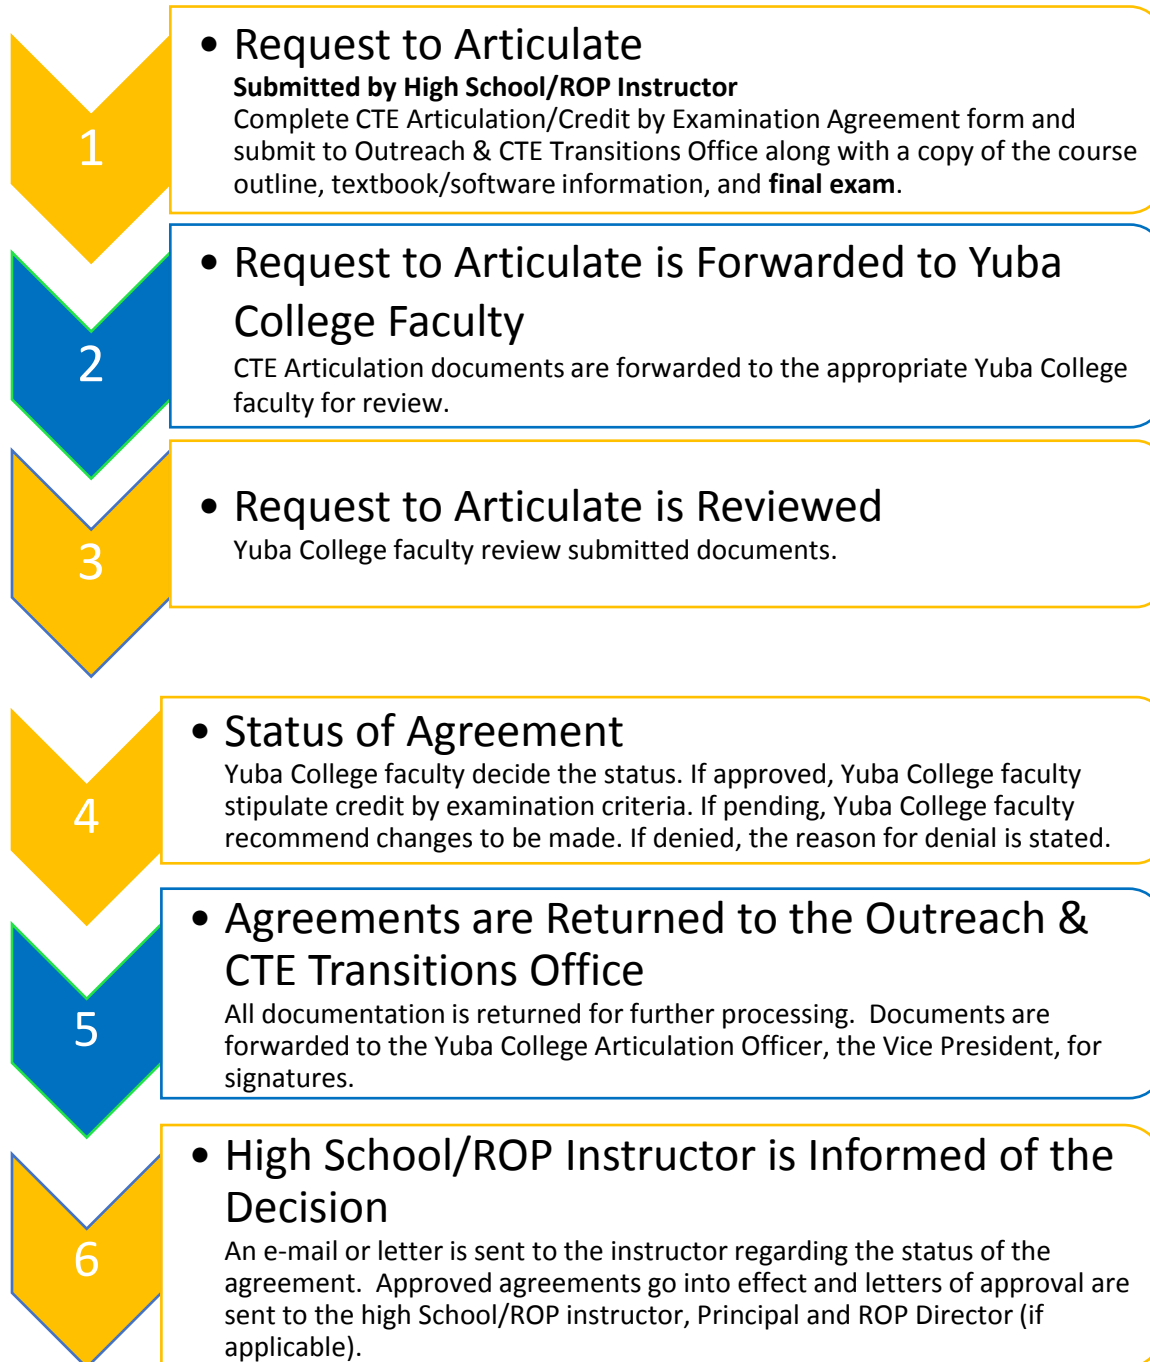 1
• Request to Articulate
Submitted by High School/ROP Instructor
Complete CTE Articulation/Credit by Examination Agreement form and
submit to Outreach & CTE Transitions Office along with a copy of the course
outline, textbook/software information, and final exam.
2
• Request to Articulate is Forwarded to Yuba
College Faculty
CTE Articulation documents are forwarded to the appropriate Yuba College
faculty for review.
3
• Request to Articulate is Reviewed
Yuba College faculty review submitted documents.
4
• Status of Agreement
Yuba College faculty decide the status. If approved, Yuba College faculty
stipulate credit by examination criteria. If pending, Yuba College faculty
recommend changes to be made. If denied, the reason for denial is stated.
5
• Agreements are Returned to the Outreach &
CTE Transitions Office
All documentation is returned for further processing.  Documents are
forwarded to the Yuba College Articulation Officer, the Vice President, for
signatures.
6
• High School/ROP Instructor is Informed of the
Decision
An e-mail or letter is sent to the instructor regarding the status of the
agreement.  Approved agreements go into effect and letters of approval are
sent to the high School/ROP instructor, Principal and ROP Director (if
applicable).